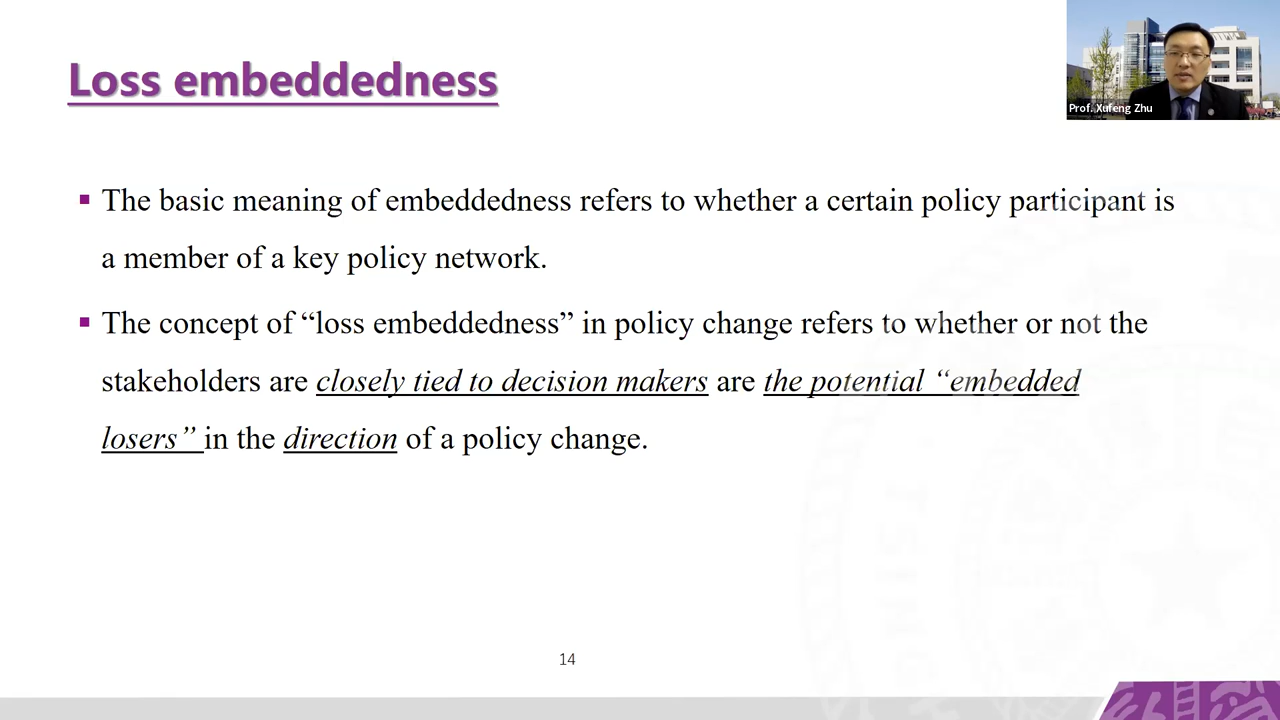 Loss embeddedness
Prof. Xufeng Zhu
▪ The basic meaning of embeddedness refers to whether a certain policy participant is
a member of a key policy network.
▪ The concept of “loss embeddedness” in policy change refers to whether or not the
stakeholders are closely tied to decision makers are the potential “embedded
losers” in the direction of a policy change.
14